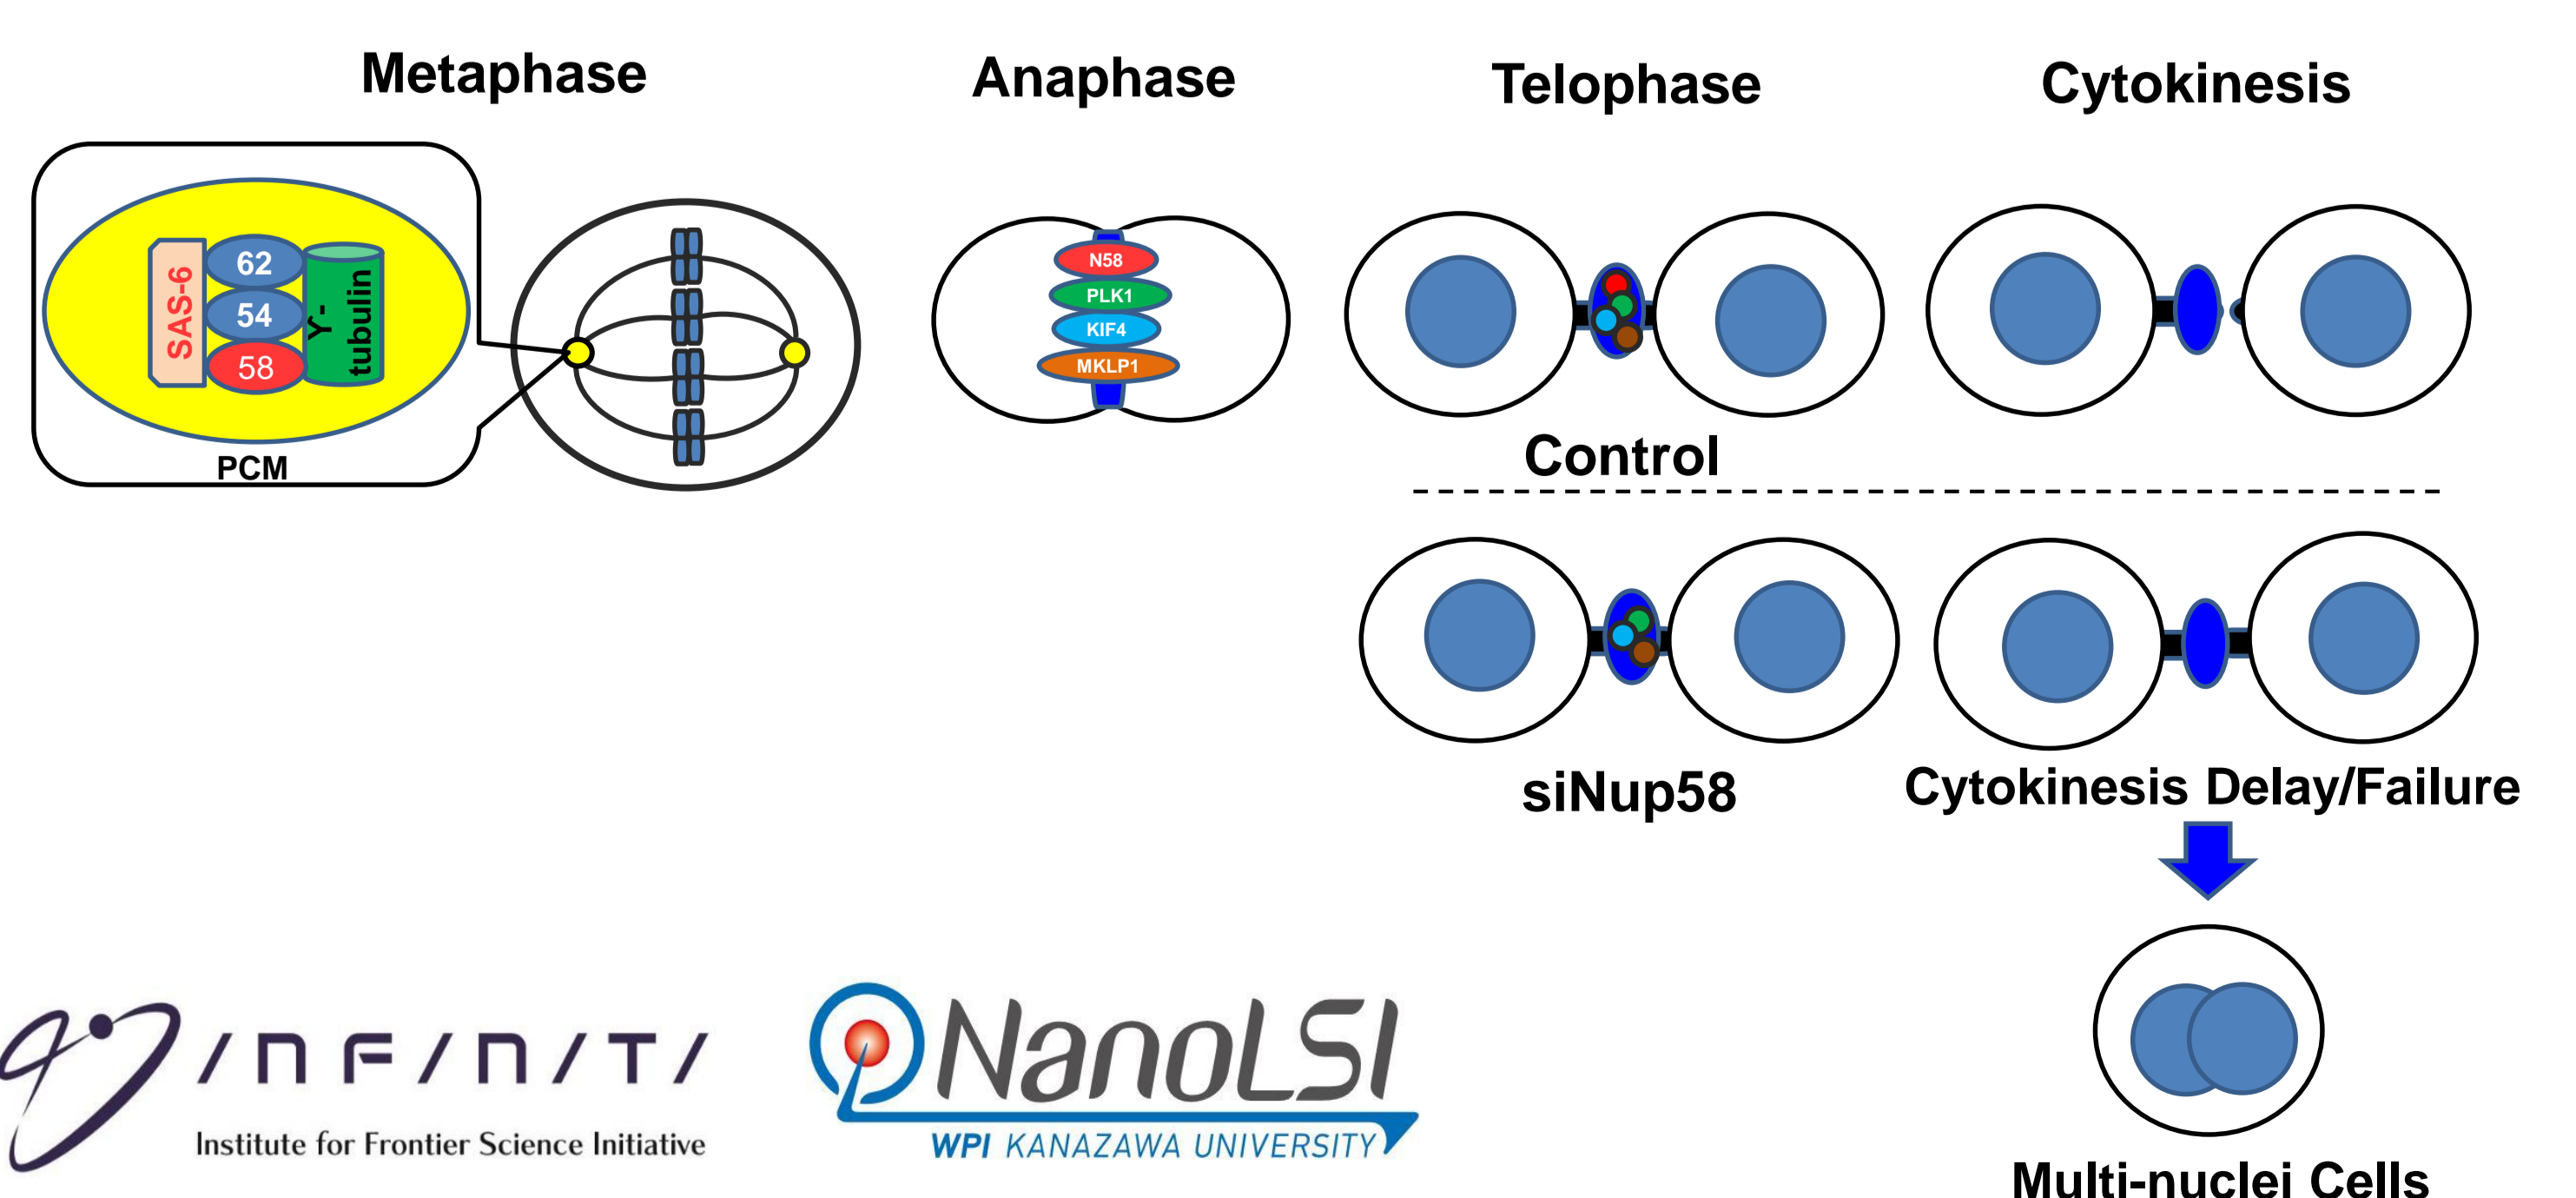 Metaphase
Anaphase
Telophase
Cytokinesis
SAS-6
62
54
58
Y-
tubulin
PCM
N58
PLK1
KIF4
MKLP1
Control
siNup58
Cytokinesis Delay/Failure
Multi-nuclei Cells
INFINITI
Institute for Frontier Science Initiative
NanoLSI
WPI KANAZAWA UNIVERSITY